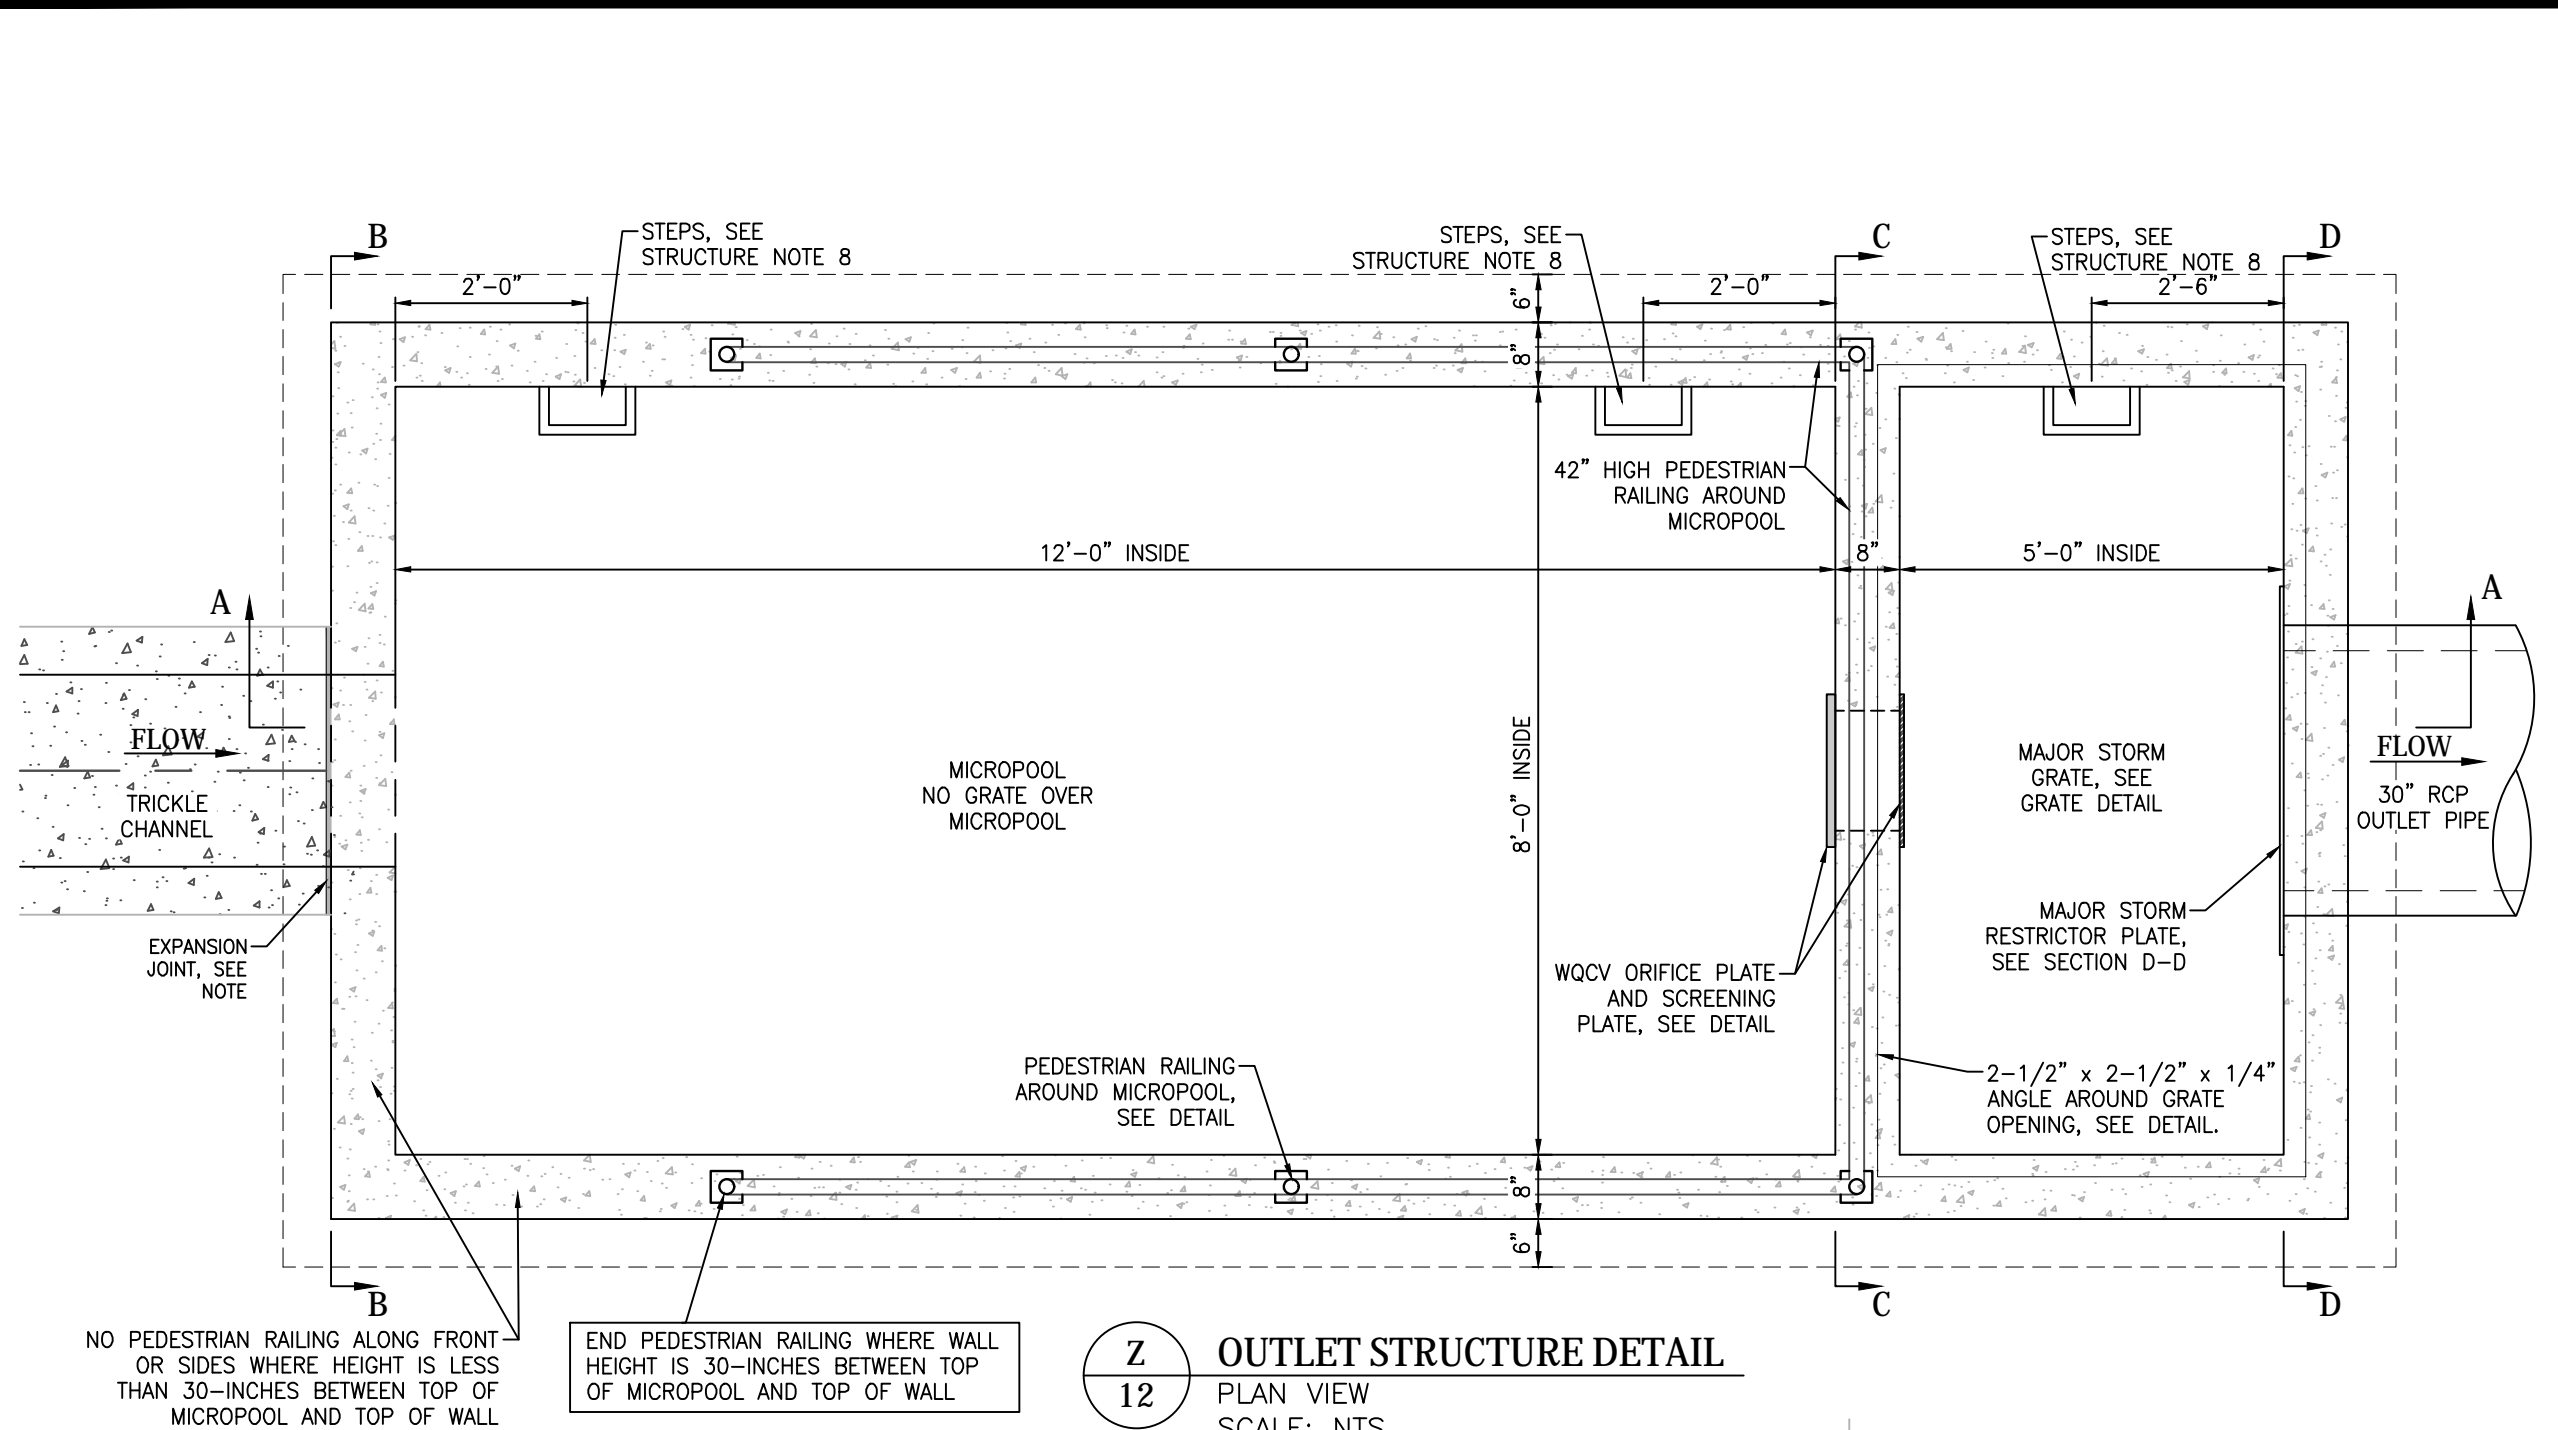 B
STEPS, SEE
STRUCTURE NOTE 8
STEPS, SEE
STRUCTURE NOTE 8
C
STEPS, SEE
STRUCTURE NOTE 8
D
2'-0"
6"
2'-0"
2'-6"
8"
42" HIGH PEDESTRIAN
RAILING AROUND
MICROPOOL
12'-0" INSIDE
8"
5'-0" INSIDE
A
A
FLOW
TRICKLE
CHANNEL
MICROPOOL
NO GRATE OVER
MICROPOOL
8'-0" INSIDE
MAJOR STORM
GRATE, SEE
GRATE DETAIL
FLOW
30" RCP
OUTLET PIPE
EXPANSION
JOINT, SEE
NOTE
MAJOR STORM
RESTRICTOR PLATE,
SEE SECTION D-D
WQCV ORIFICE PLATE
AND SCREENING
PLATE, SEE DETAIL
PEDESTRIAN RAILING
AROUND MICROPOOL,
SEE DETAIL
2-1/2" x 2-1/2" x 1/4"
ANGLE AROUND GRATE
OPENING, SEE DETAIL.
8"
6"
B
C
D
NO PEDESTRIAN RAILING ALONG FRONT
OR SIDES WHERE HEIGHT IS LESS
THAN 30-INCHES BETWEEN TOP OF
MICROPOOL AND TOP OF WALL
END PEDESTRIAN RAILING WHERE WALL
HEIGHT IS 30-INCHES BETWEEN TOP
OF MICROPOOL AND TOP OF WALL
Z
12
OUTLET STRUCTURE DETAIL
PLAN VIEW
SCALE: NTS